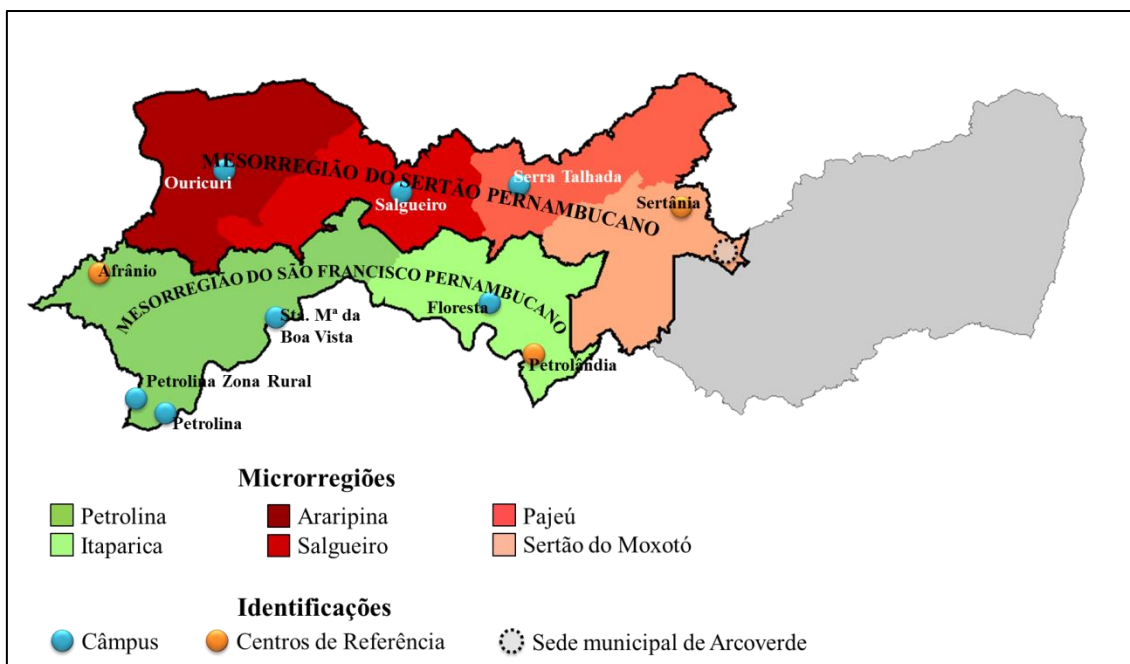 MESORREGIÃO DO SERTÃO PERNAMBUCANO
Ouricuri
Serra Talhada
Salgueiro
Sertânia
Afrânio
MESORREGIÃO DO SÃO FRANCISCO PERNAMBUCANO
Floresta
Sta. Mª da
Boa Vista
Petrolândia
Petrolina Zona Rural
Petrolina
Microrregiões
Petrolina
Araripina
Pajeú
Itaparica
Salgueiro
Sertão do Moxotó
Identificações
Câmpus
Centros de Referência
Sede municipal de Arcoverde